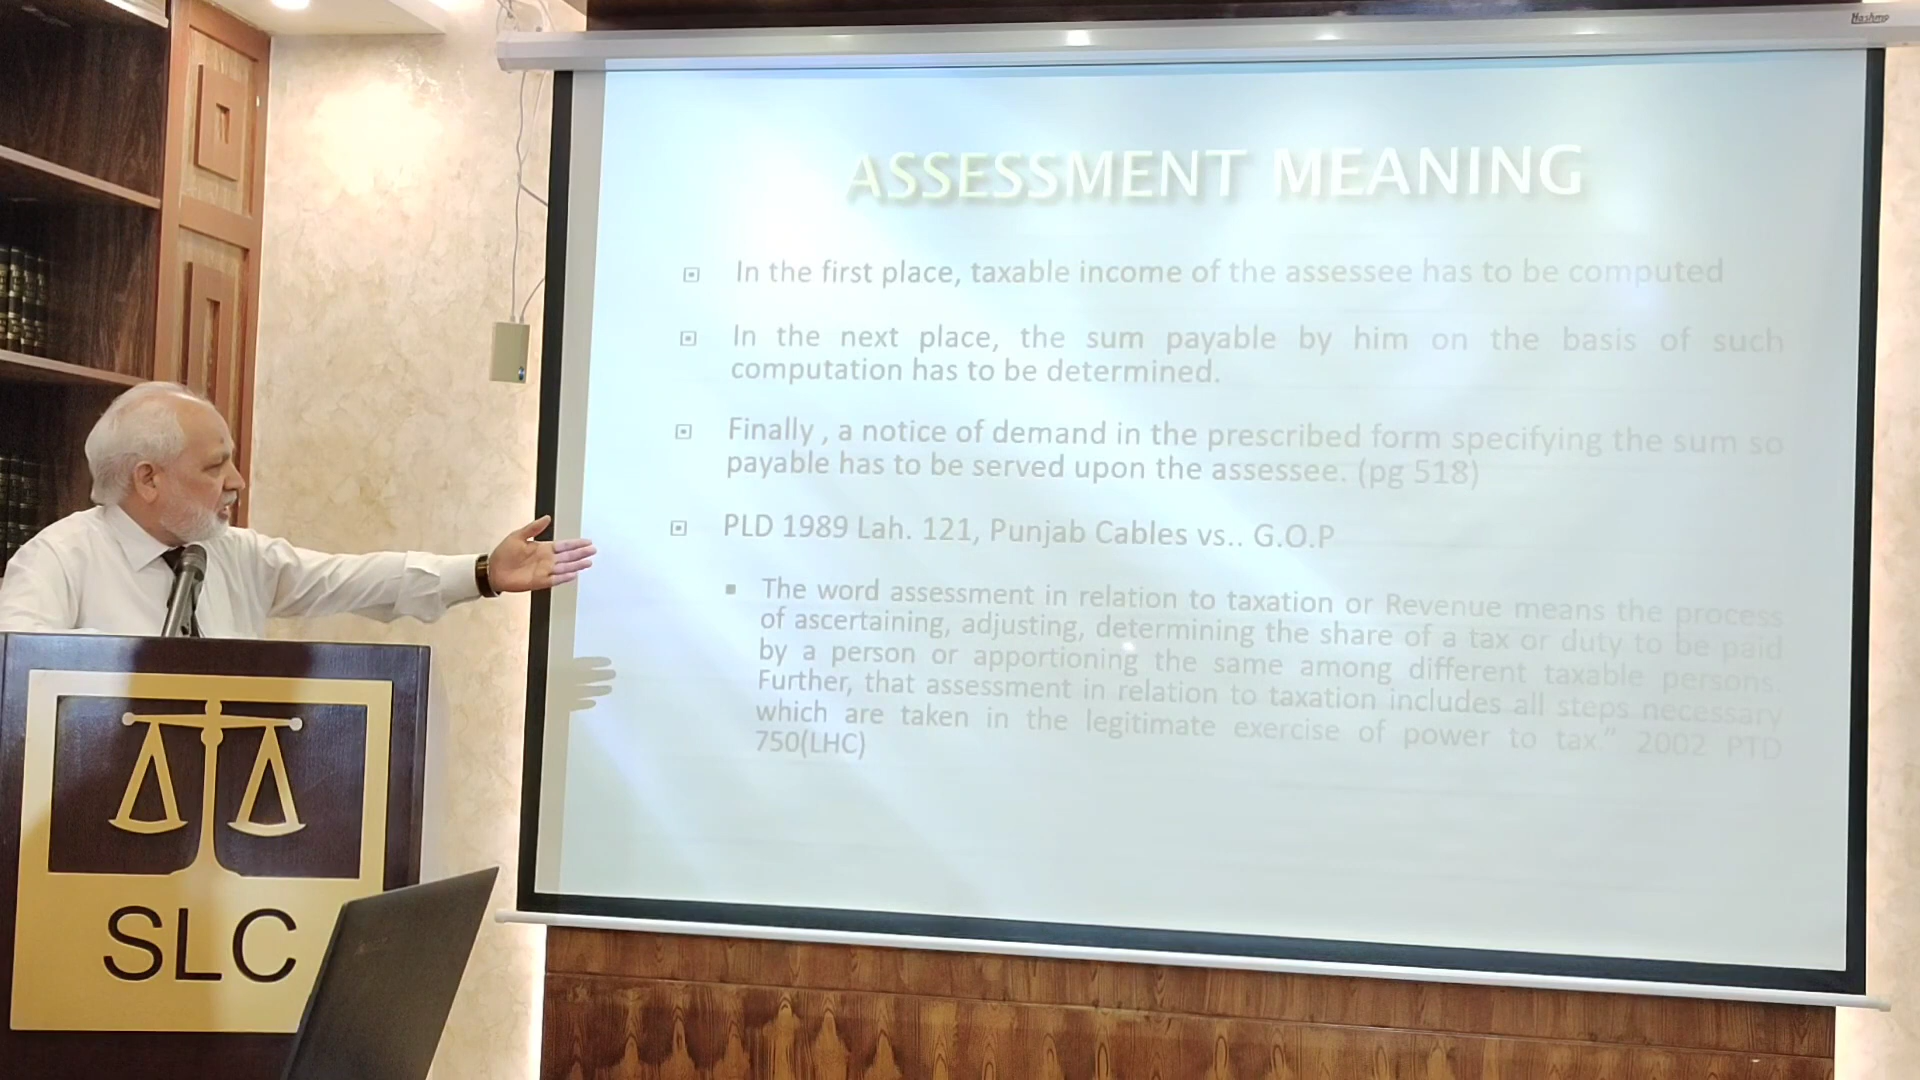 Hashmo
ASSESSMENT MEANING
In the first place, taxable income of the assessee has to be computed
In the next place, the sum payable by him on the basis of such
computation has to be determined.
Finally , a notice of demand in the prescribed form specifying the sum so
payable has to be served upon the assessee. (pg 518)
PLD 1989 Lah. 121, Punjab Cables vs.. G.O.P
The word assessment in relation to taxation or Revenue means the process
of ascertaining, adjusting, determining the share of a tax or duty to be paid
by a person or apportioning the same among different taxable persons.
Further, that assessment in relation to taxation includes all steps necessary
which are taken in the legitimate exercise of power to tax." 2002 PTD
750(LHC)
SLC